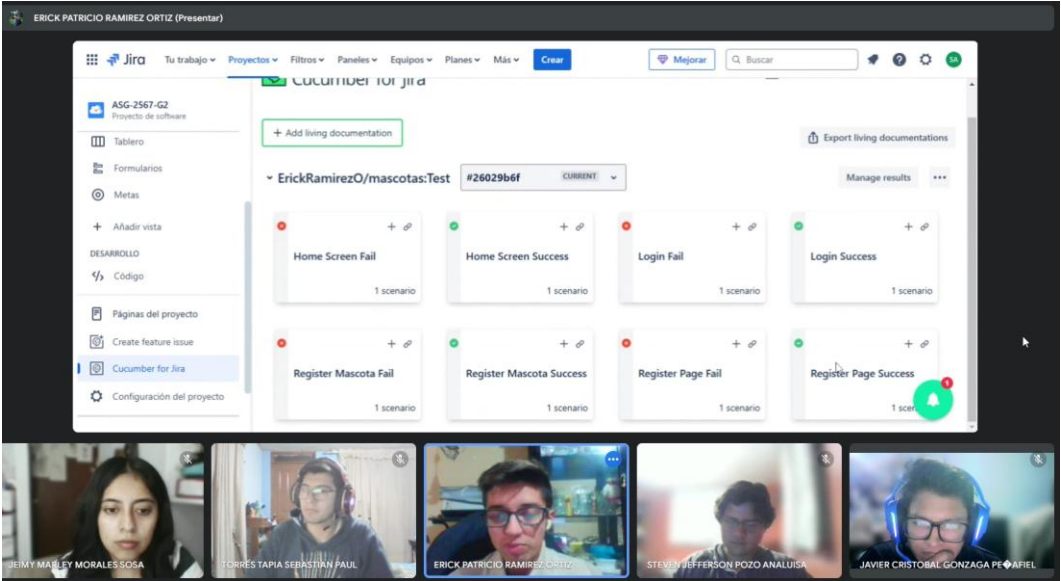 ERICK PATRICIO RAMIREZ ORTIZ (Presentar)
Jira Tu trabajo Proyectos Filtros Paneles Equipos Planes Más Crear Mejorar Buscar SA
Cucumber for Jira
ASG-2567-G2
Proyecto de software
Tablero
Formularios
Metas
+ Añadir vista
DESARROLLO
</> Código
Páginas del proyecto
Create feature issue
Cucumber for Jira
Configuración del proyecto
+ Add living documentation
Export living documentations
ErickRamirezO/mascotas:Test #26029b6f CURRENT Manage results
Home Screen Fail
1 scenario
Home Screen Success
1 scenario
Login Fail
1 scenario
Login Success
1 scenario
Register Mascota Fail
1 scenario
Register Mascota Success
1 scenario
Register Page Fail
1 scenario
Register Page Success
1 scen
JEIMY MARLEY MORALES SOSA
TORRES TAPIA SEBASTIAN PAUL
ERICK PATRICIO RAMIREZ ORTIZ
STEVEN JEFFERSON POZO ANALUISA
JAVIER CRISTOBAL GONZAGA PE�AFIEL